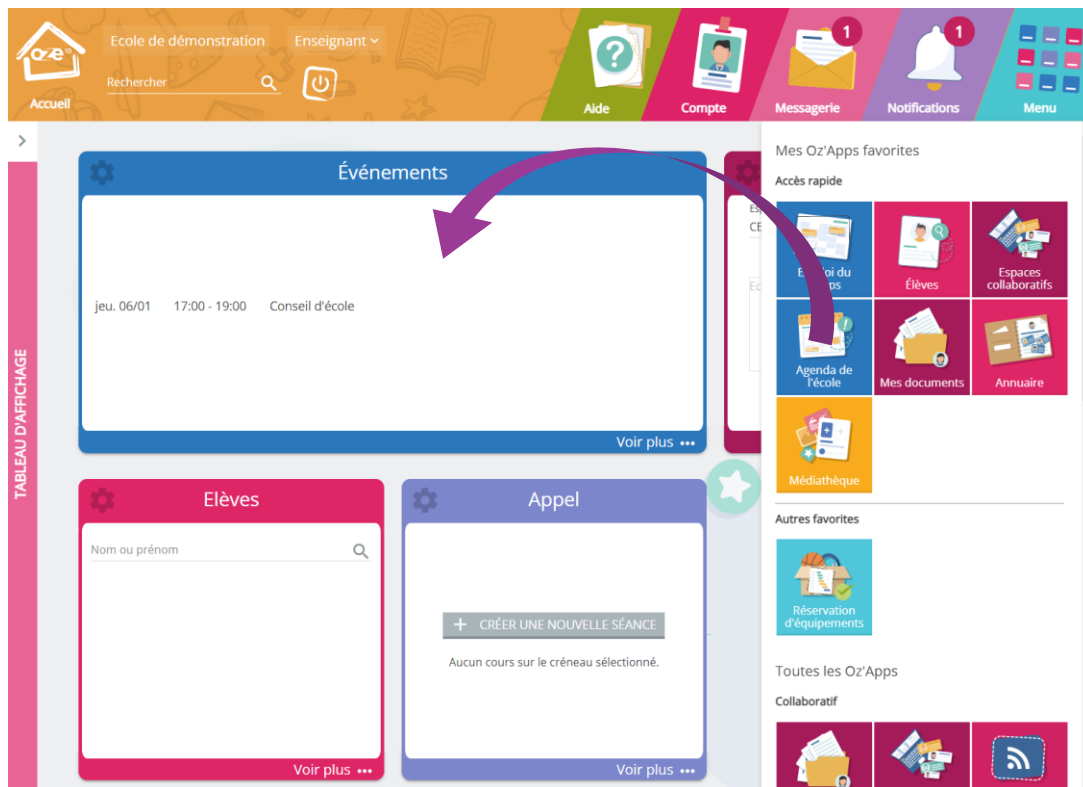 oze
Ecole de démonstration
Enseignant
Rechercher
Accueil
Aide
Compte
Messagerie
1
Notifications
1
Menu
TABLEAU D'AFFICHAGE
Événements
jeu. 06/01 17:00 - 19:00 Conseil d'école
Voir plus
Elèves
Nom ou prénom
Voir plus
Appel
+ CRÉER UNE NOUVELLE SÉANCE
Aucun cours sur le créneau sélectionné.
Voir plus
Mes Oz'Apps favorites
Accès rapide
du
Élèves
Espaces
collaboratifs
Agenda de
l'école
Mes documents
Annuaire
Médiathèque
Autres favorites
Réservation
d'équipements
Toutes les Oz'Apps
Collaboratif